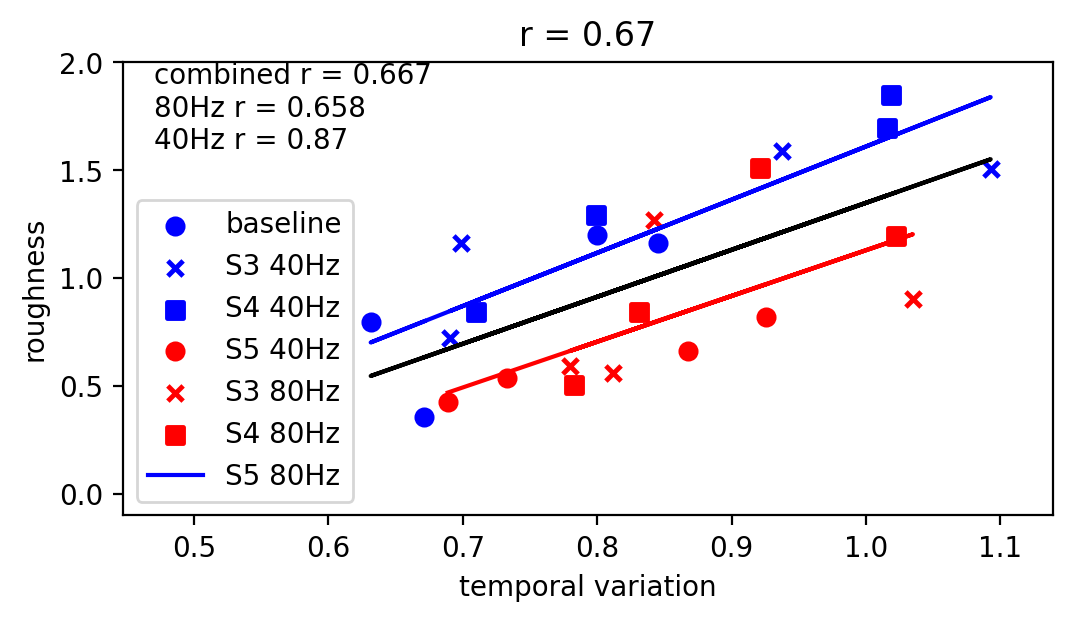 r = 0.67
combined r = 0.667
80Hz r = 0.658
40Hz r = 0.87
baseline
S3 40Hz
S4 40Hz
S5 40Hz
S3 80Hz
S4 80Hz
S5 80Hz
roughness
2.0
1.5
1.0
0.5
0.0
0.5 0.6 0.7 0.8 0.9 1.0 1.1
temporal variation